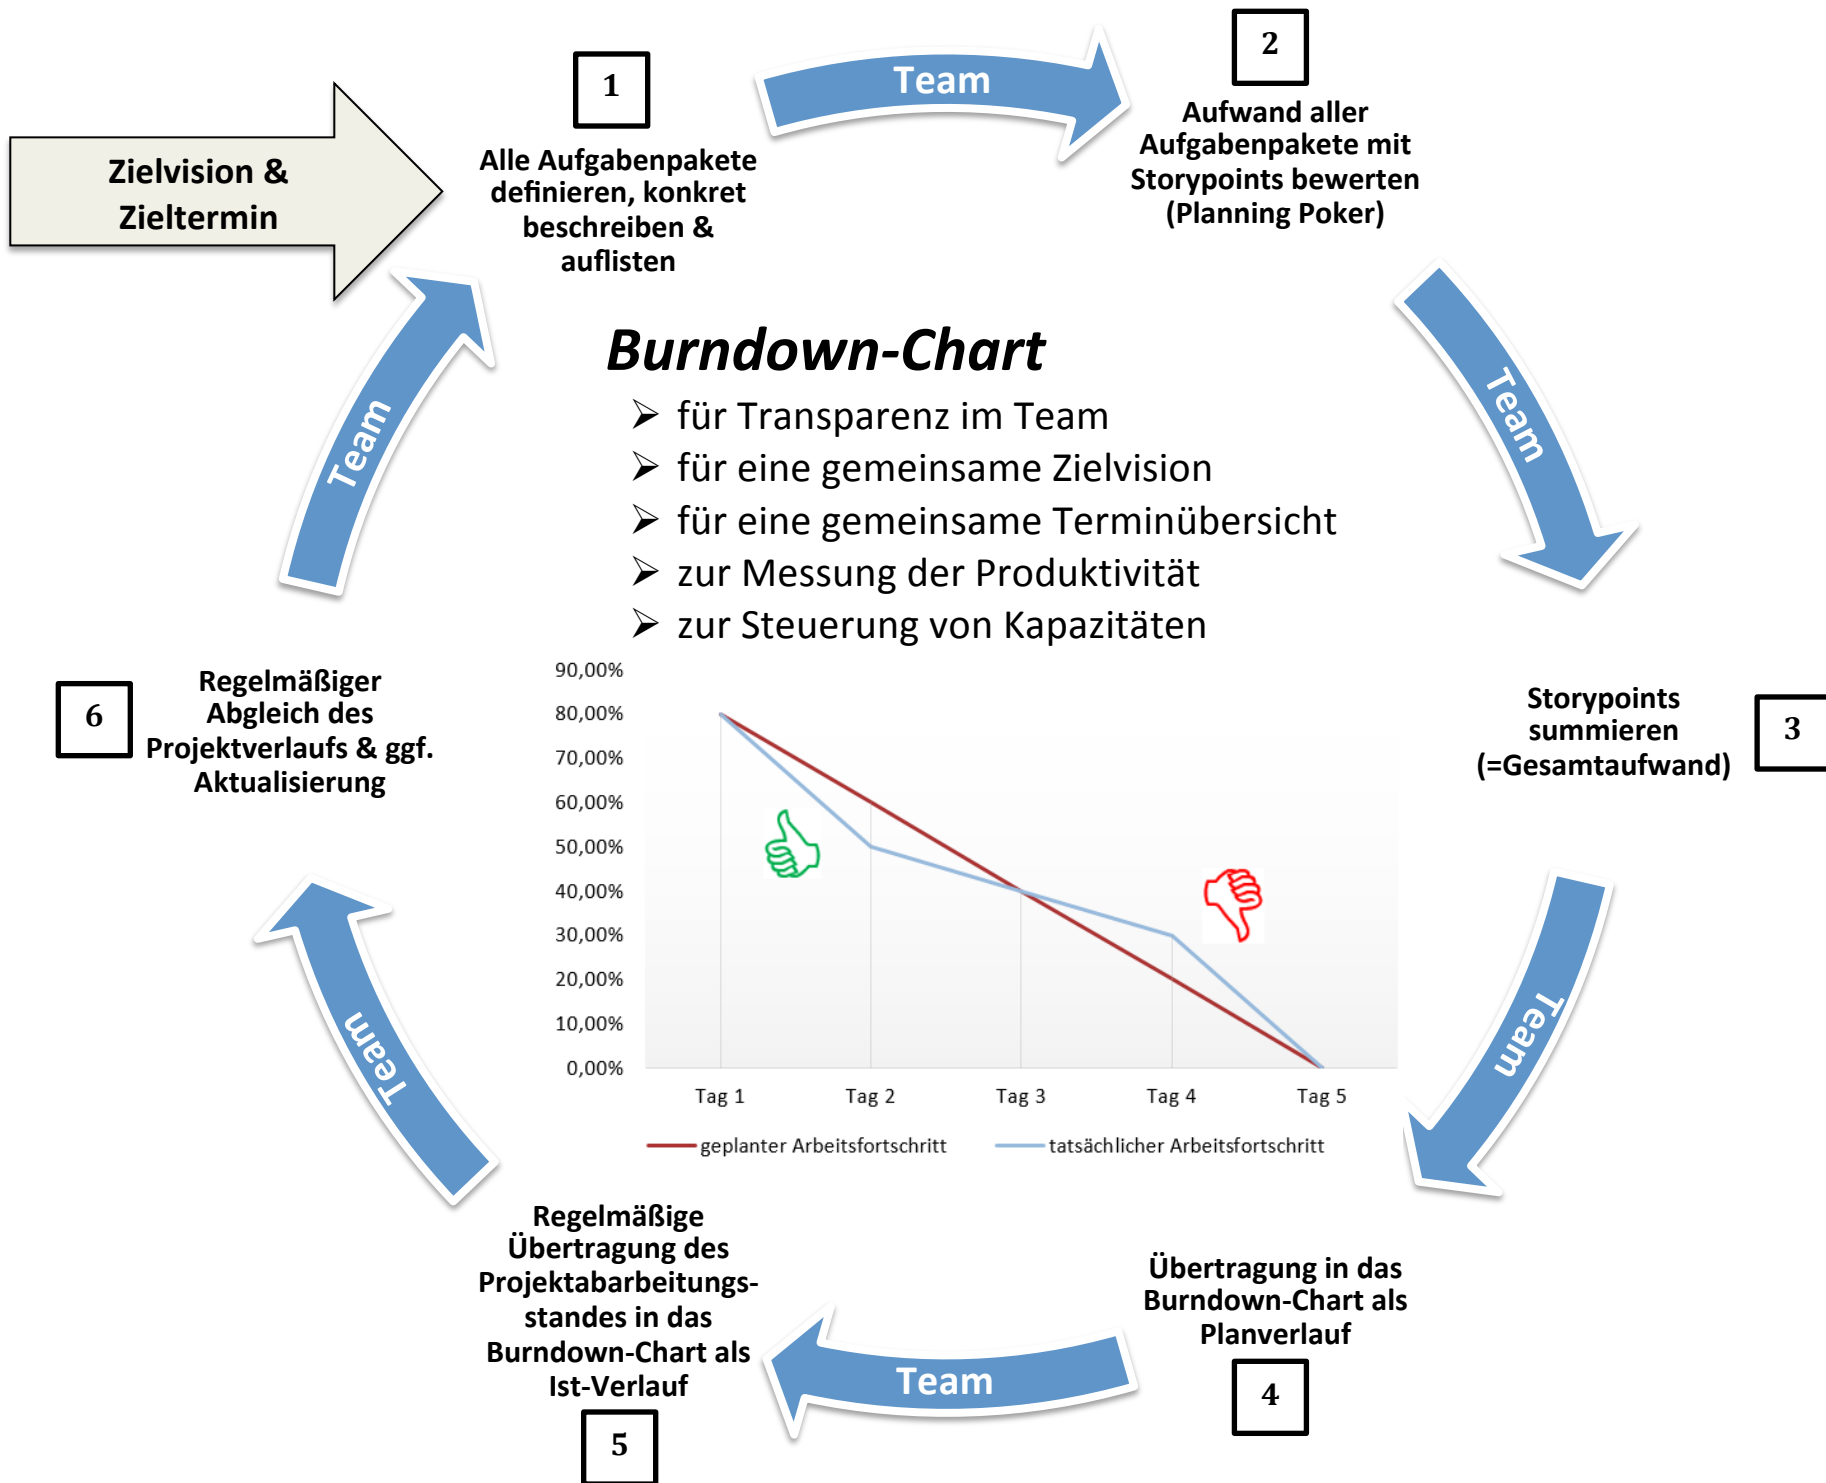 Zielvision &
Zieltermin
1
Alle Aufgabenpakete
definieren, konkret
beschreiben &
auflisten
Team
2
Aufwand aller
Aufgabenpakete mit
Storypoints bewerten
(Planning Poker)
Team
Storypoints
summieren
(=Gesamtaufwand)
3
Team
Übertragung in das
Burndown-Chart als
Planverlauf
4
Team
Regelmäßige
Übertragung des
Projektabarbeitungs-
standes in das
Burndown-Chart als
Ist-Verlauf
5
Team
6
Regelmäßiger
Abgleich des
Projektverlaufs & ggf.
Aktualisierung
Team
Burndown-Chart
➢ für Transparenz im Team
➢ für eine gemeinsame Zielvision
➢ für eine gemeinsame Terminübersicht
➢ zur Messung der Produktivität
➢ zur Steuerung von Kapazitäten
90,00%
80,00%
70,00%
60,00%
50,00%
40,00%
30,00%
20,00%
10,00%
0,00%
Tag 1 Tag 2 Tag 3 Tag 4 Tag 5
geplanter Arbeitsfortschritt tatsächlicher Arbeitsfortschritt